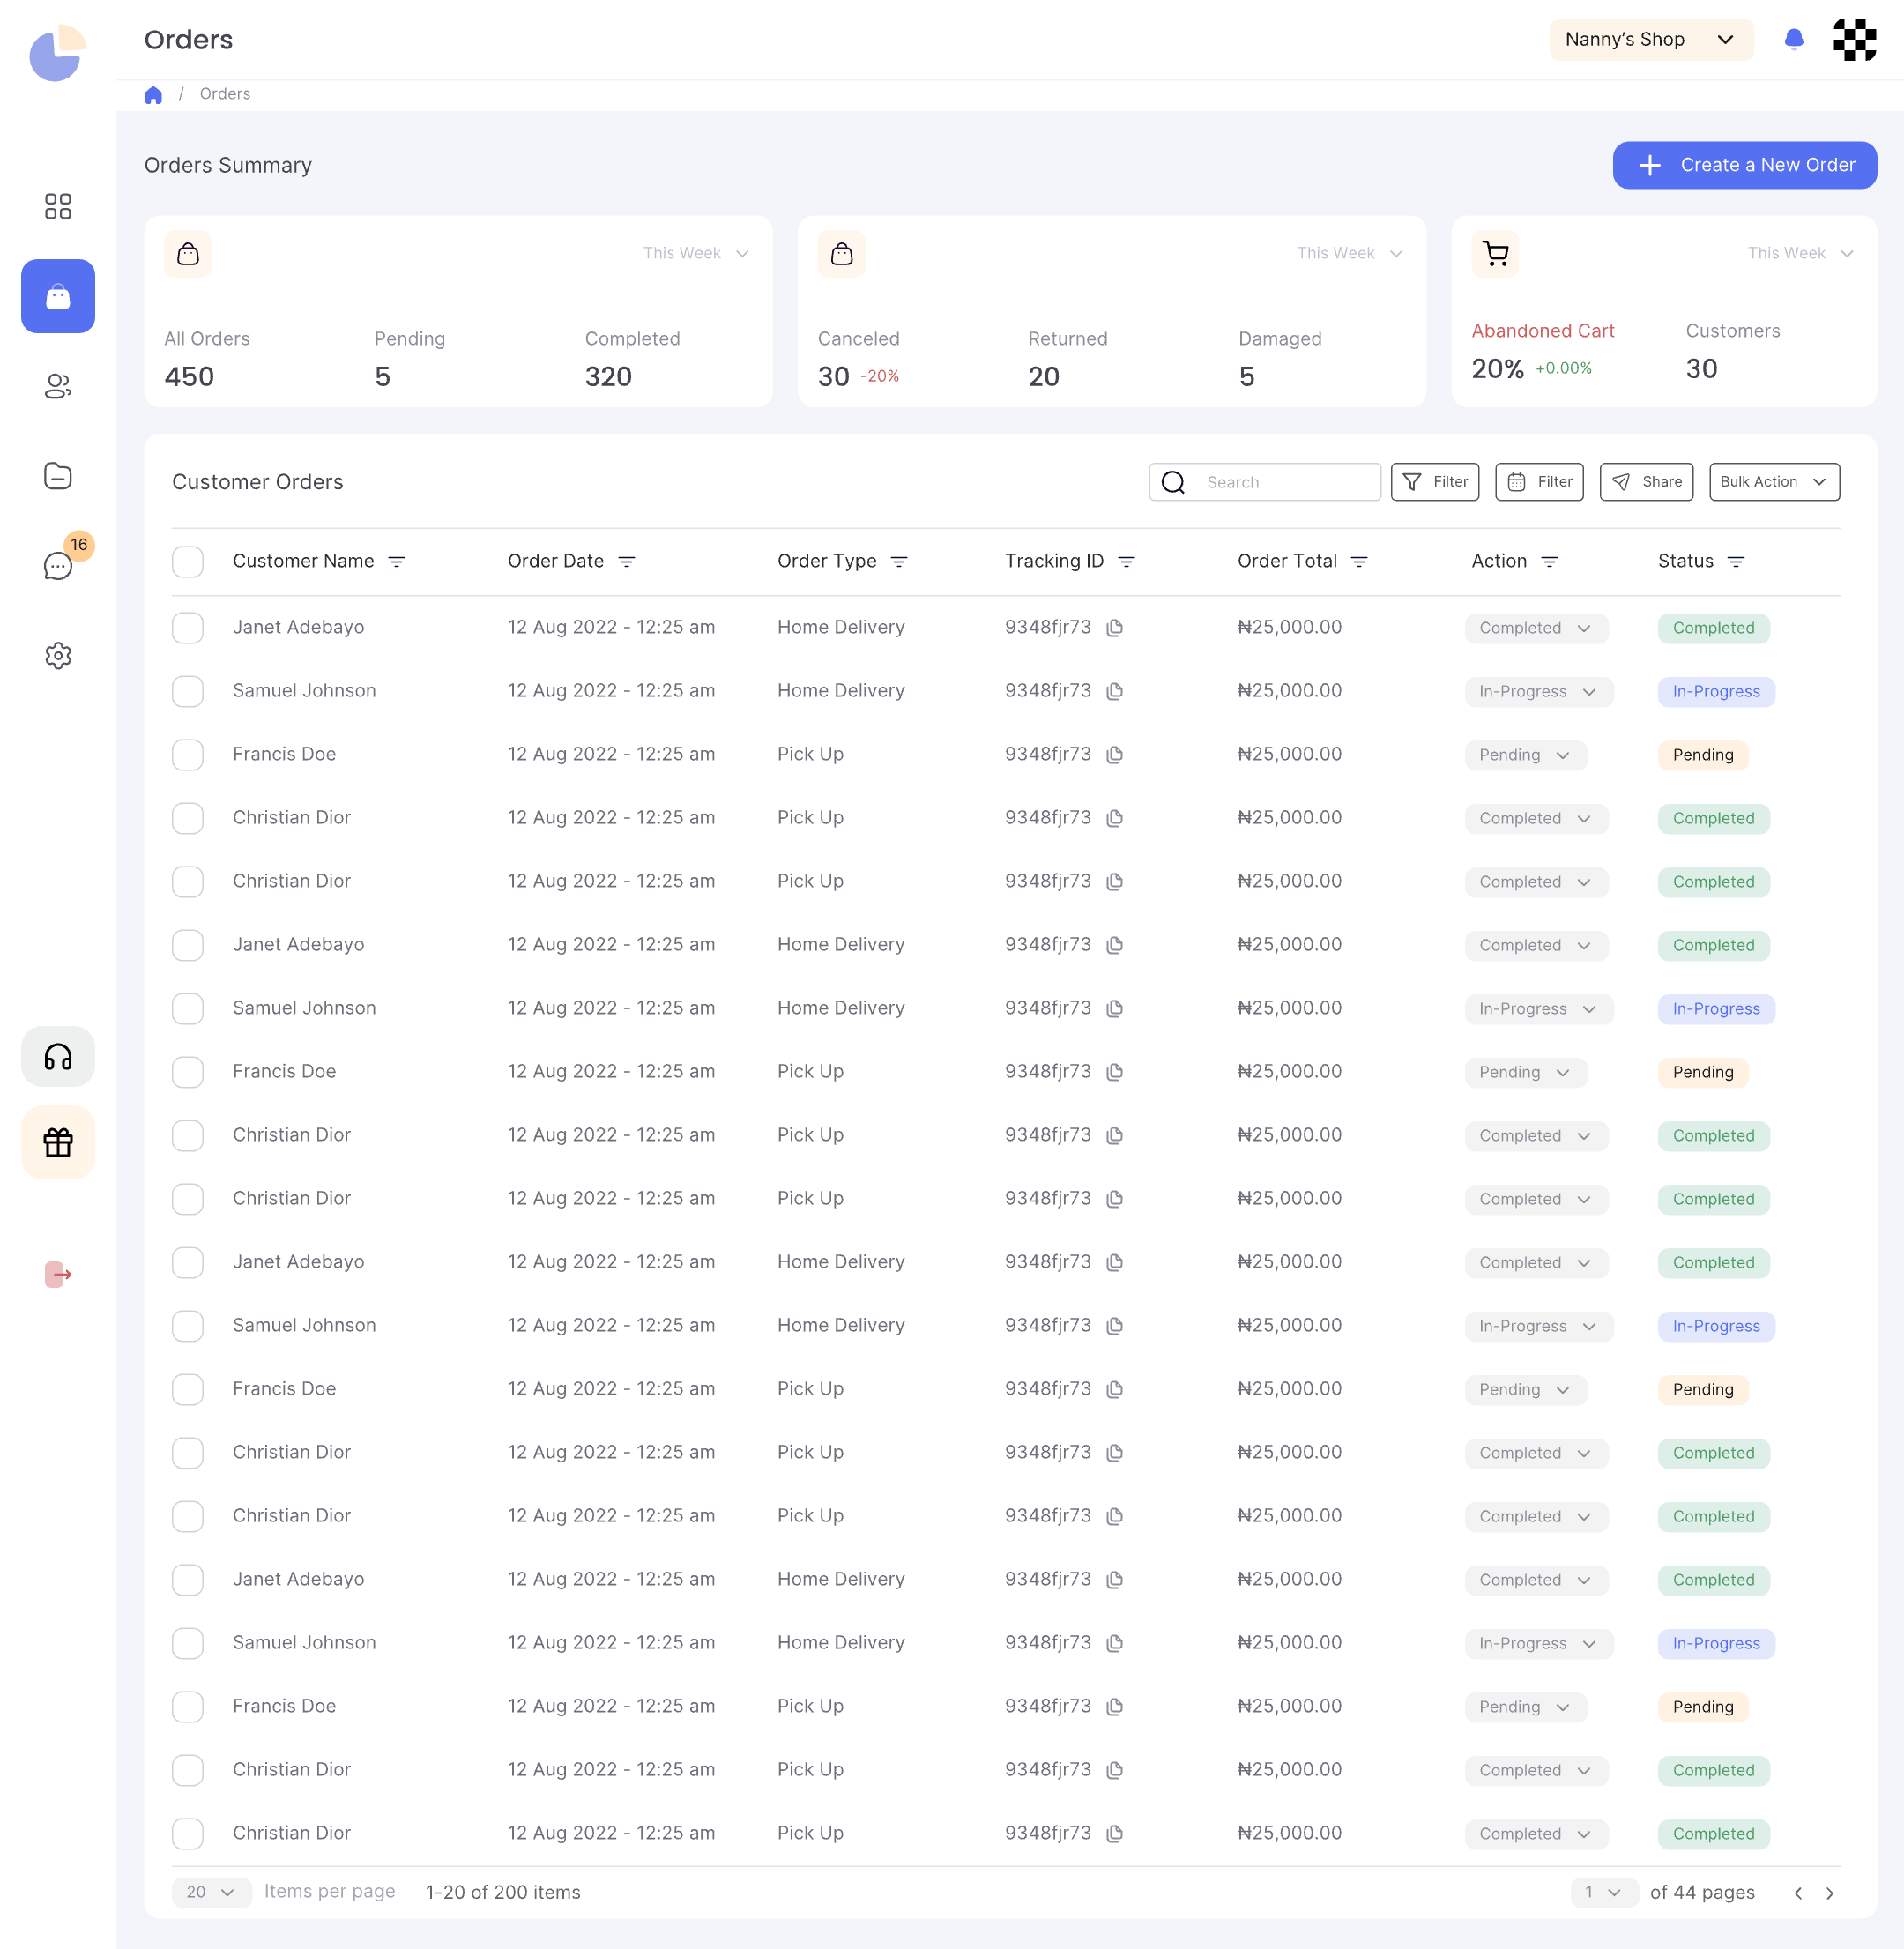 Orders
Nanny’s Shop
/ Orders
Orders Summary
Create a New Order
This Week
All Orders Pending Completed
450 5 320
This Week
Canceled Returned Damaged
30 -20% 20 5
This Week
Abandoned Cart Customers
20% +0.00% 30
16
Customer Orders Search Filter Filter Share Bulk Action
Customer Name Order Date Order Type Tracking ID Order Total Action Status
Janet Adebayo 12 Aug 2022 - 12:25 am Home Delivery 9348fjr73 ₦25,000.00 Completed Completed
Samuel Johnson 12 Aug 2022 - 12:25 am Home Delivery 9348fjr73 ₦25,000.00 In-Progress In-Progress
Francis Doe 12 Aug 2022 - 12:25 am Pick Up 9348fjr73 ₦25,000.00 Pending Pending
Christian Dior 12 Aug 2022 - 12:25 am Pick Up 9348fjr73 ₦25,000.00 Completed Completed
Christian Dior 12 Aug 2022 - 12:25 am Pick Up 9348fjr73 ₦25,000.00 Completed Completed
Janet Adebayo 12 Aug 2022 - 12:25 am Home Delivery 9348fjr73 ₦25,000.00 Completed Completed
Samuel Johnson 12 Aug 2022 - 12:25 am Home Delivery 9348fjr73 ₦25,000.00 In-Progress In-Progress
Francis Doe 12 Aug 2022 - 12:25 am Pick Up 9348fjr73 ₦25,000.00 Pending Pending
Christian Dior 12 Aug 2022 - 12:25 am Pick Up 9348fjr73 ₦25,000.00 Completed Completed
Christian Dior 12 Aug 2022 - 12:25 am Pick Up 9348fjr73 ₦25,000.00 Completed Completed
Janet Adebayo 12 Aug 2022 - 12:25 am Home Delivery 9348fjr73 ₦25,000.00 Completed Completed
Samuel Johnson 12 Aug 2022 - 12:25 am Home Delivery 9348fjr73 ₦25,000.00 In-Progress In-Progress
Francis Doe 12 Aug 2022 - 12:25 am Pick Up 9348fjr73 ₦25,000.00 Pending Pending
Christian Dior 12 Aug 2022 - 12:25 am Pick Up 9348fjr73 ₦25,000.00 Completed Completed
Christian Dior 12 Aug 2022 - 12:25 am Pick Up 9348fjr73 ₦25,000.00 Completed Completed
Janet Adebayo 12 Aug 2022 - 12:25 am Home Delivery 9348fjr73 ₦25,000.00 Completed Completed
Samuel Johnson 12 Aug 2022 - 12:25 am Home Delivery 9348fjr73 ₦25,000.00 In-Progress In-Progress
Francis Doe 12 Aug 2022 - 12:25 am Pick Up 9348fjr73 ₦25,000.00 Pending Pending
Christian Dior 12 Aug 2022 - 12:25 am Pick Up 9348fjr73 ₦25,000.00 Completed Completed
Christian Dior 12 Aug 2022 - 12:25 am Pick Up 9348fjr73 ₦25,000.00 Completed Completed
20 Items per page 1-20 of 200 items 1 of 44 pages